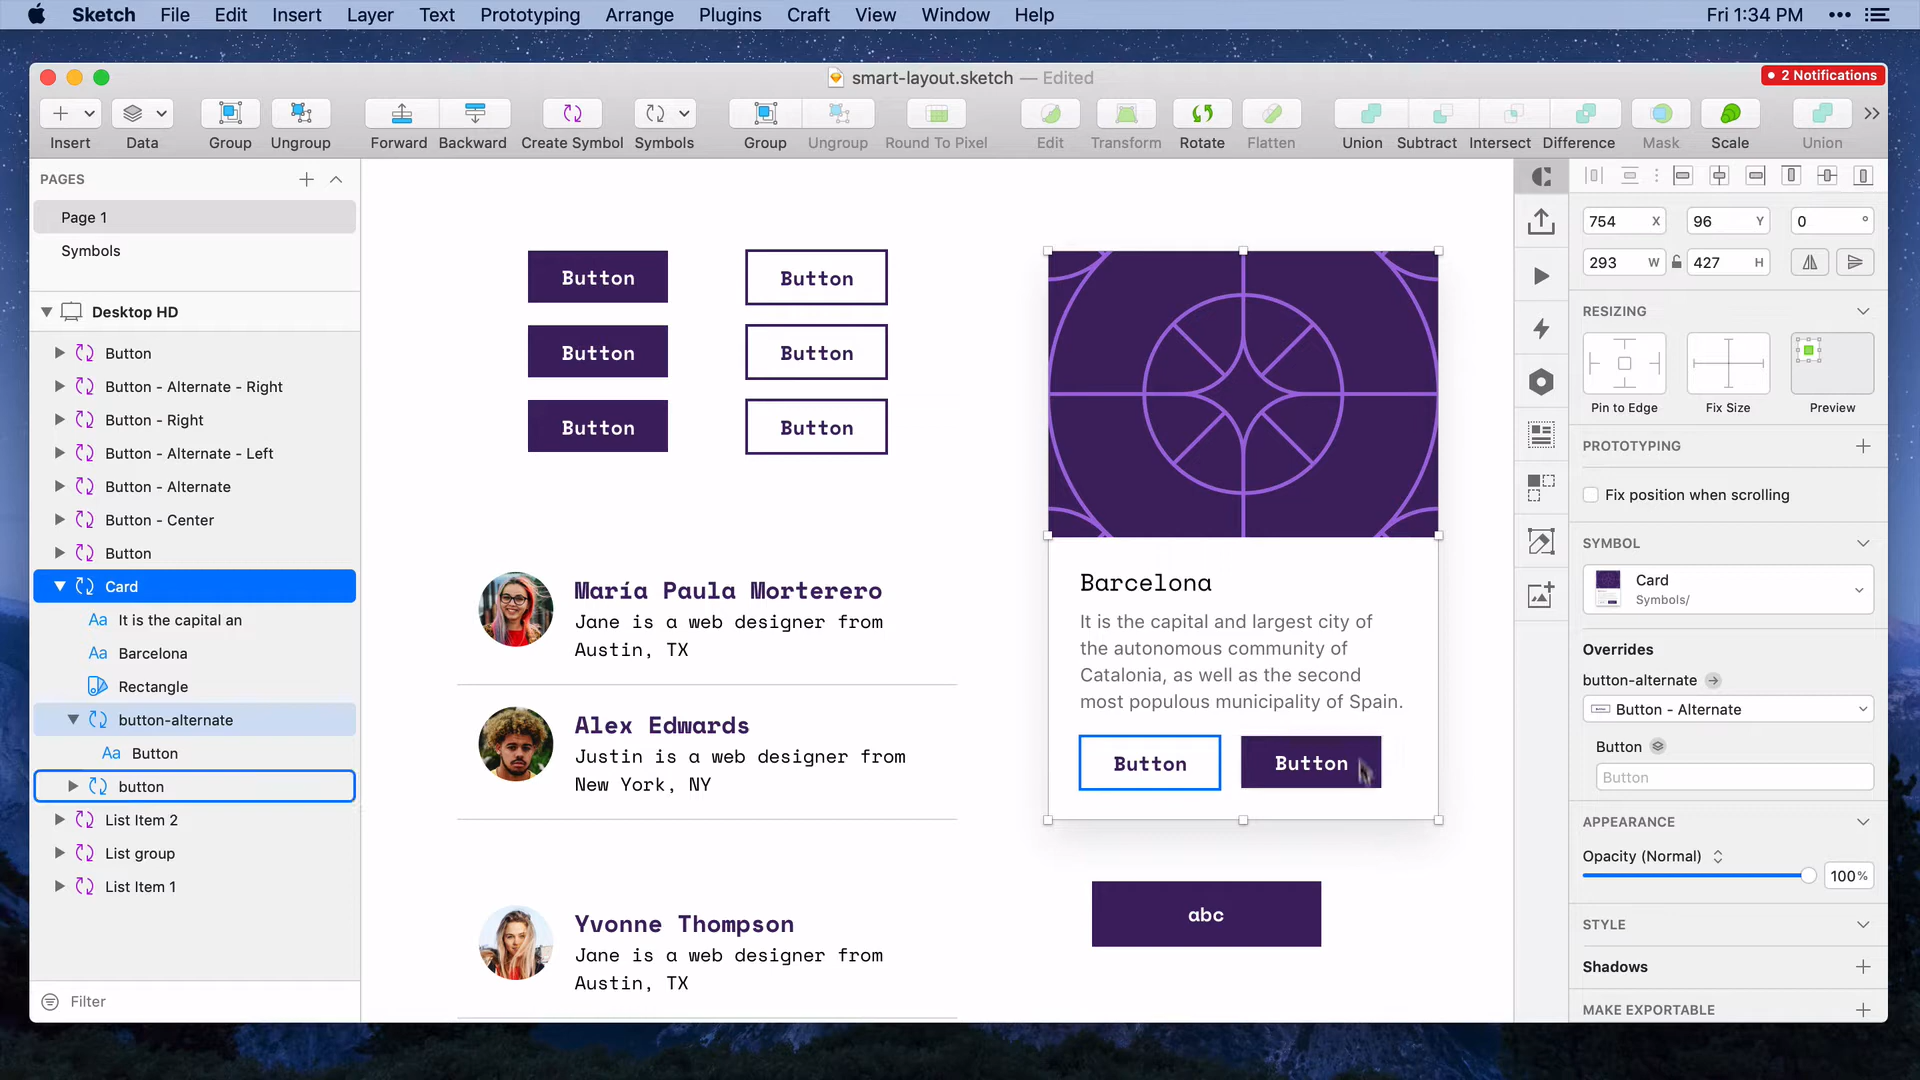 Sketch File Edit Insert Layer Text Prototyping Arrange Plugins Craft View Window Help Fri 1:34 PM
smart-layout.sketch — Edited
2 Notifications
Insert Data Group Ungroup Forward Backward Create Symbol Symbols Group Ungroup Round To Pixel Edit Transform Rotate Flatten Union Subtract Intersect Difference Mask Scale Union
PAGES
Page 1
Symbols
Desktop HD
Button
Button - Alternate - Right
Button - Right
Button - Alternate - Left
Button - Alternate
Button - Center
Button
Card
Aa It is the capital an
Aa Barcelona
Rectangle
button-alternate
Aa Button
button
List Item 2
List group
List Item 1
Filter
Button Button
Button Button
Button Button
María Paula Morterero
Jane is a web designer from
Austin, TX
Alex Edwards
Justin is a web designer from
New York, NY
Yvonne Thompson
Jane is a web designer from
Austin, TX
Barcelona
It is the capital and largest city of
the autonomous community of
Catalonia, as well as the second
most populous municipality of Spain.
Button Button
abc
754 X 96 Y 0 °
293 W 427 H
RESIZING
Pin to Edge Fix Size Preview
PROTOTYPING
Fix position when scrolling
SYMBOL
Card
Symbols/
Overrides
button-alternate
Button - Alternate
Button
Button
APPEARANCE
Opacity (Normal)
100%
STYLE
Shadows
MAKE EXPORTABLE